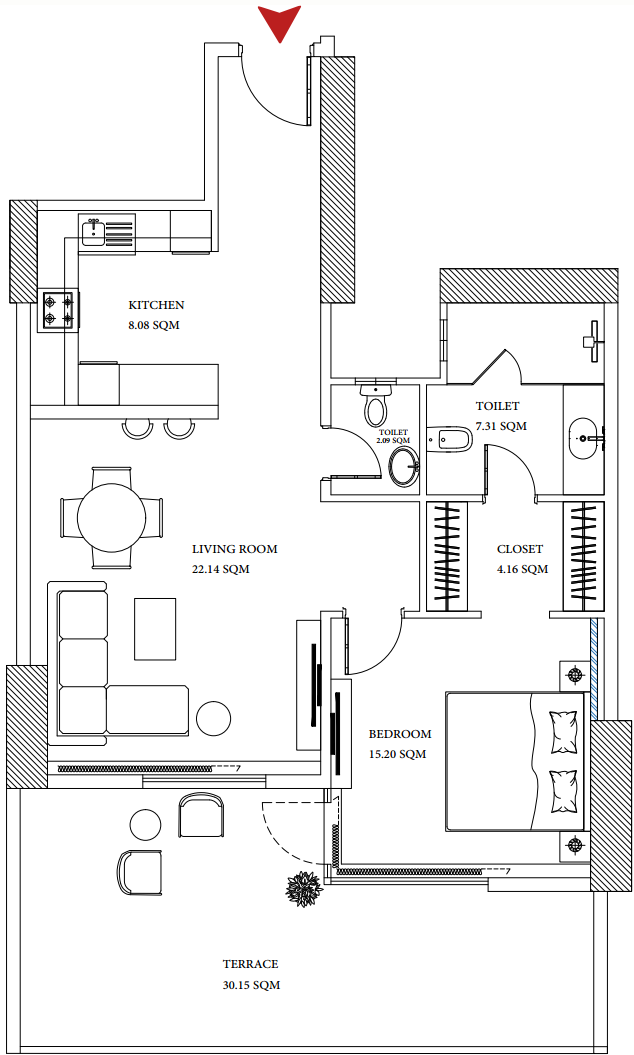 KITCHEN
8.08 SQM
TOILET
7.31 SQM
TOILET
2.09 SQM
LIVING ROOM
22.14 SQM
CLOSET
4.16 SQM
BEDROOM
15.20 SQM
TERRACE
30.15 SQM